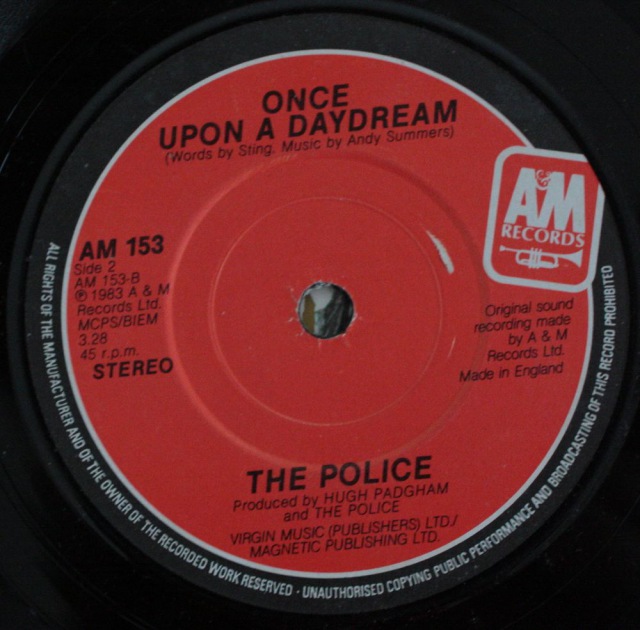 ONCE
UPON A DAYDREAM
(Words by Sting. Music by Andy Summers)
A&M
RECORDS
AM 153
Side 2
AM 153-B
℗ 1983 A & M
Records Ltd.
MCPS/BIEM
3.28
45 r.p.m.
STEREO
Original sound
recording made
by A & M
Records Ltd.
Made in England
THE POLICE
Produced by HUGH PADGHAM
and THE POLICE
VIRGIN MUSIC (PUBLISHERS) LTD./
MAGNETIC PUBLISHING LTD.
ALL RIGHTS OF THE MANUFACTURER AND OF THE OWNER OF THE RECORDED WORK RESERVED · UNAUTHORISED COPYING PUBLIC PERFORMANCE AND BROADCASTING OF THIS RECORD PROHIBITED